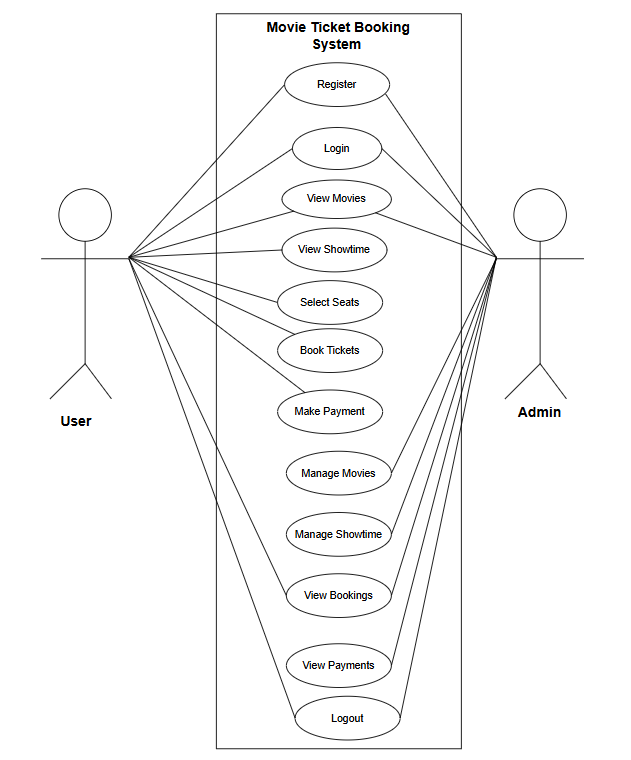 Movie Ticket Booking
System
Register
Login
View Movies
View Showtime
Select Seats
Book Tickets
Make Payment
User
Admin
Manage Movies
Manage Showtime
View Bookings
View Payments
Logout